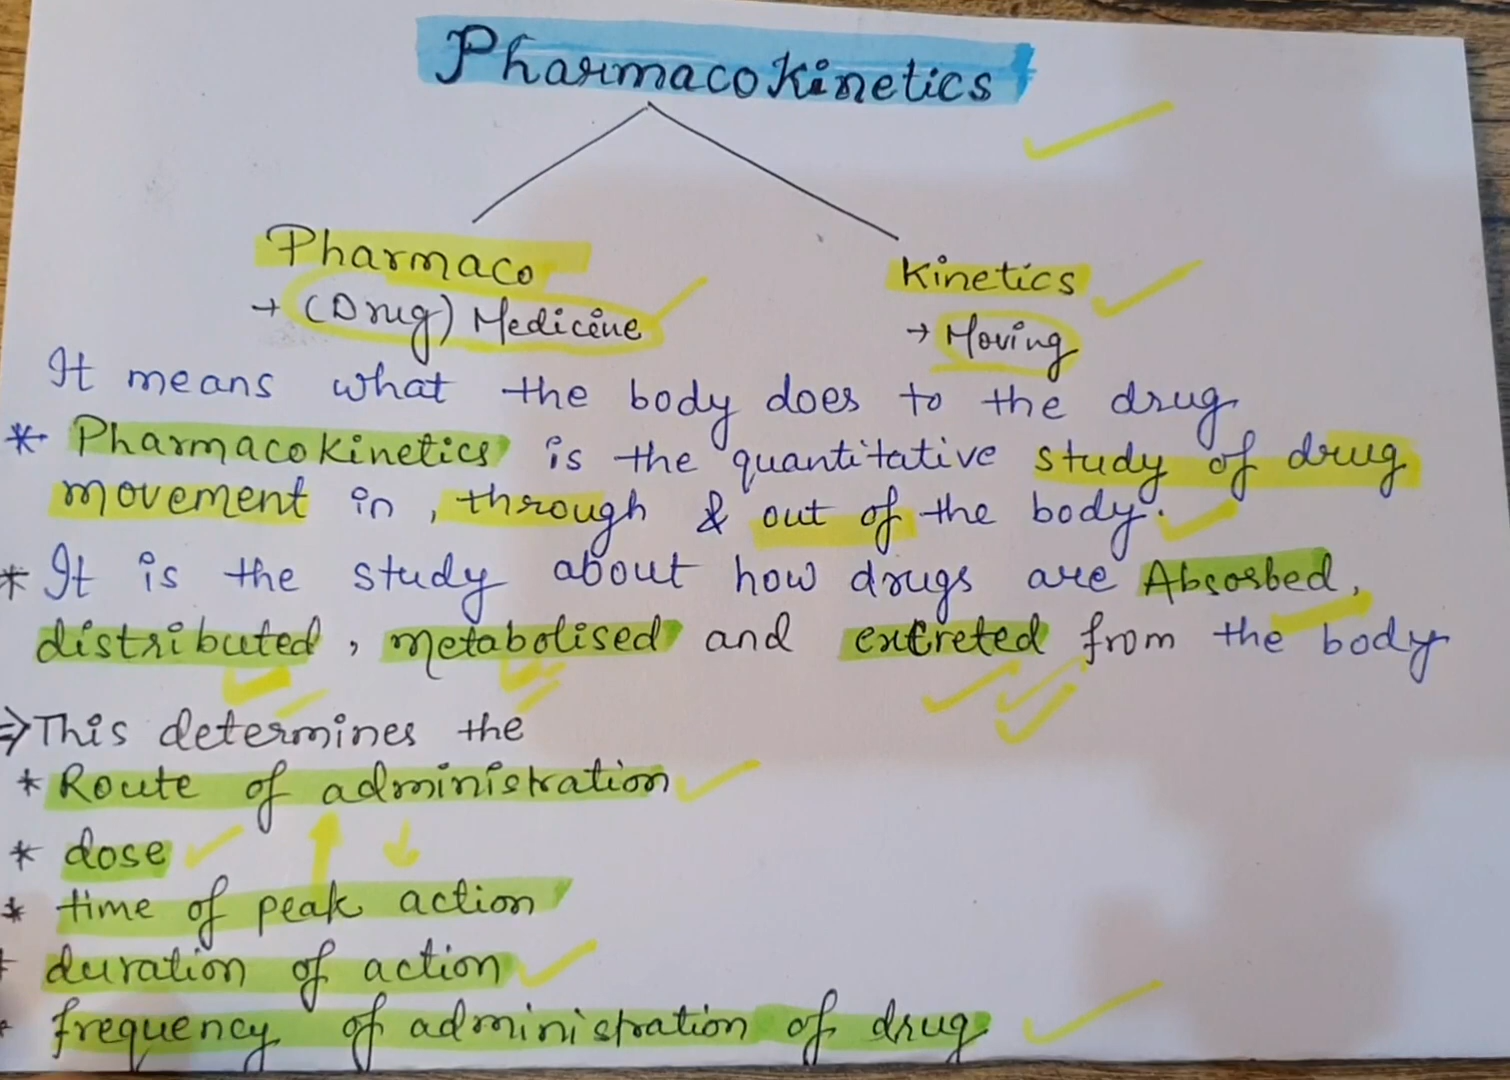 Pharmacokinetics
Pharmaco
→ (Drug) Medicine
Kinetics
→ Moving
It means what the body does to the drug
* Pharmacokinetics is the quantitative study of drug
movement in , through & out of the body.
* It is the study about how drugs are Absorbed,
distributed, metabolised and excreted from the body
⇒ This determines the
* Route of administration
* dose
* time of peak action
* duration of action
* frequency of administration of drug